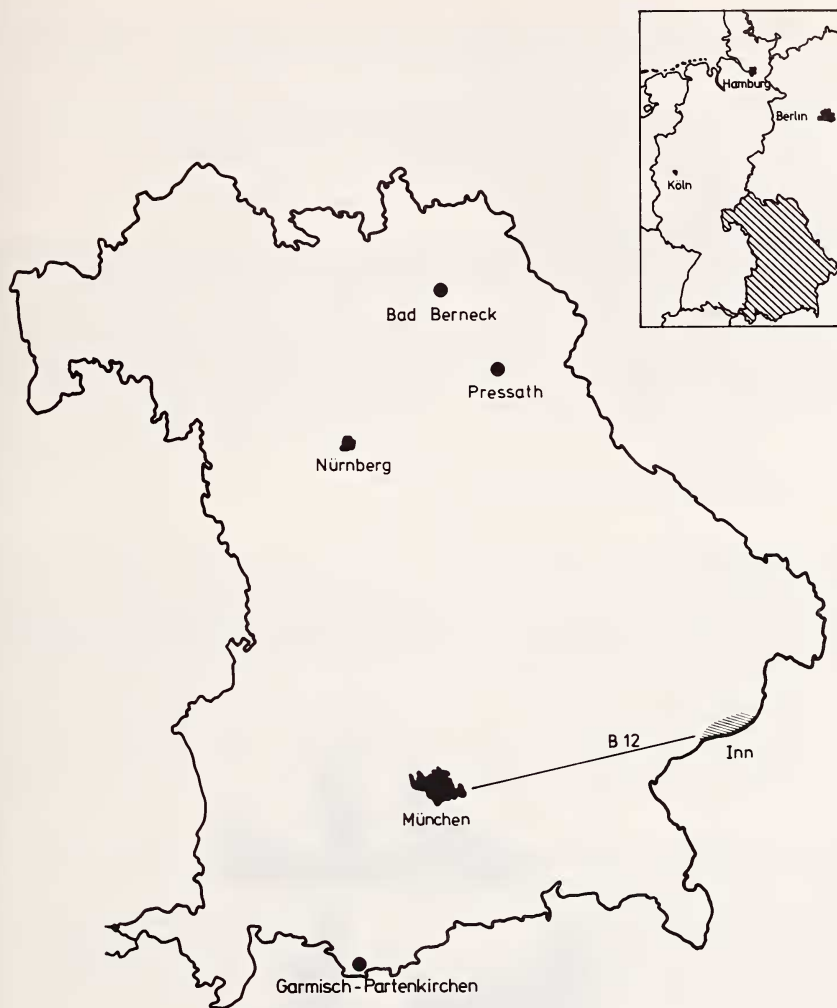 Hamburg
Berlin
Köln
Bad Berneck
Pressath
Nürnberg
B 12
Inn
München
Garmisch-Partenkirchen